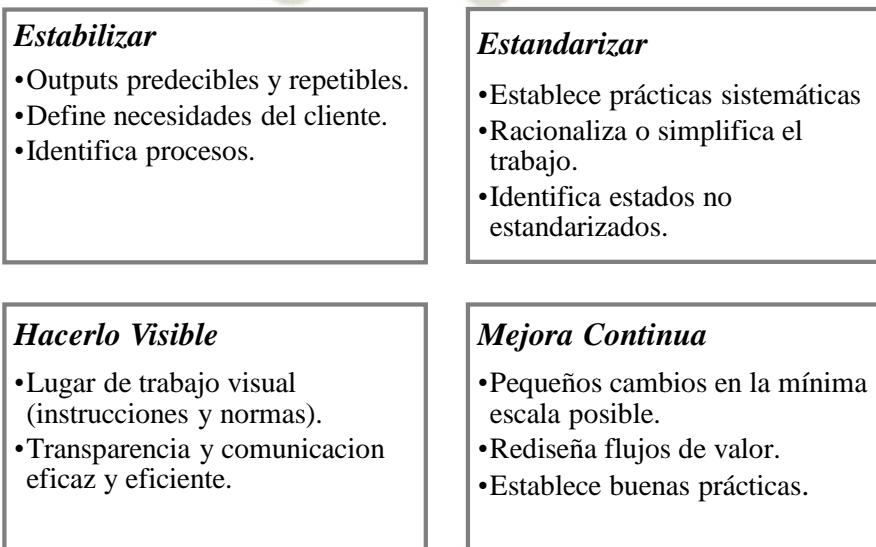 Estabilizar
•Outputs predecibles y repetibles.
•Define necesidades del cliente.
•Identifica procesos.
Estandarizar
•Establece prácticas sistemáticas
•Racionaliza o simplifica el
trabajo.
•Identifica estados no
estandarizados.
Hacerlo Visible
•Lugar de trabajo visual
(instrucciones y normas).
•Transparencia y comunicacion
eficaz y eficiente.
Mejora Continua
•Pequeños cambios en la mínima
escala posible.
•Rediseña flujos de valor.
•Establece buenas prácticas.